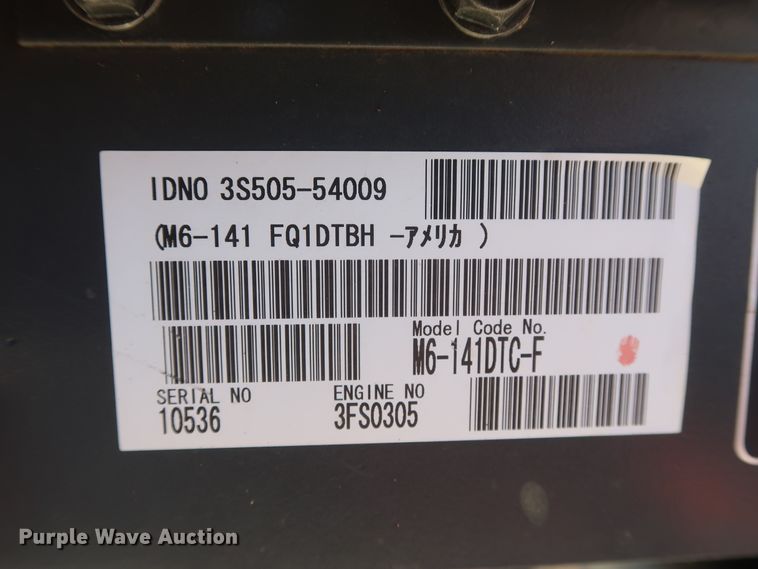 IDNO 3S505-54009
(M6-141 FQ1DTBH -アメリカ )
Model Code No.
M6-141DTC-F
SERIAL NO
10536
ENGINE NO
3FS0305
Purple Wave Auction